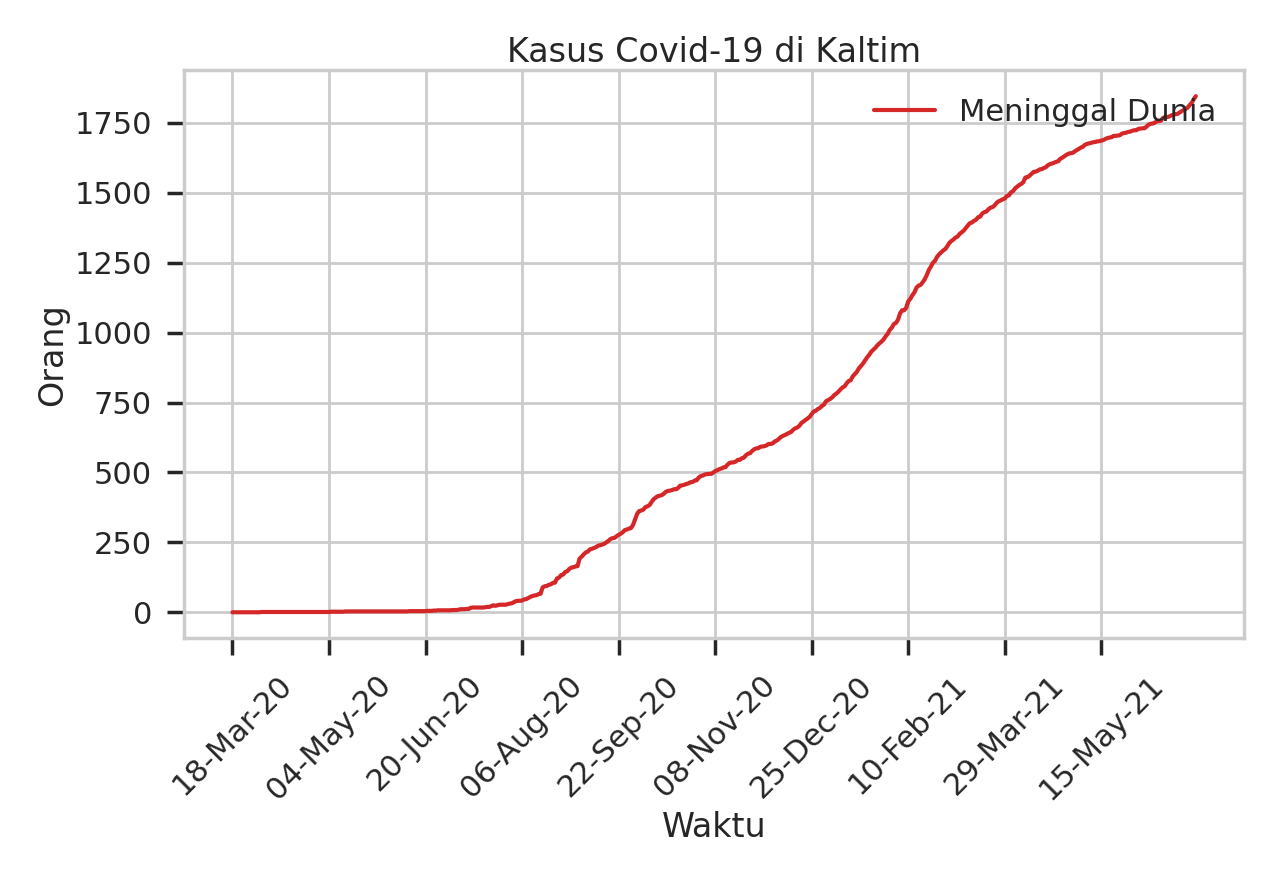 Kasus Covid-19 di Kaltim
Meninggal Dunia
1750
1500
1250
1000
750
500
250
0
Orang
18-Mar-20
04-May-20
20-Jun-20
06-Aug-20
22-Sep-20
08-Nov-20
25-Dec-20
10-Feb-21
29-Mar-21
15-May-21
Waktu